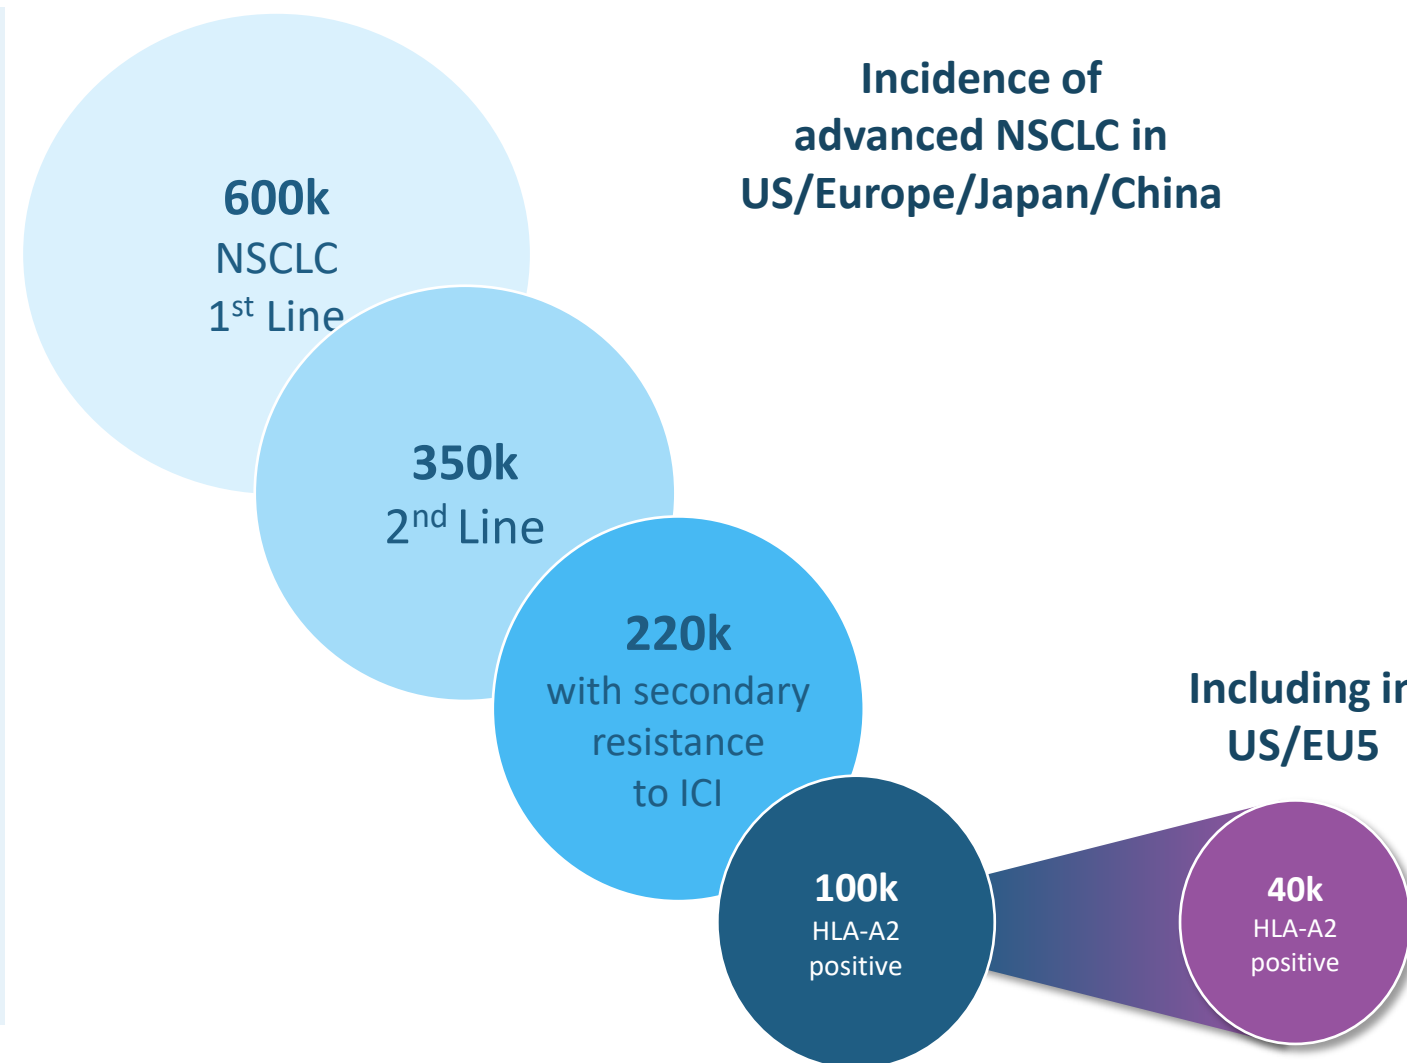 Incidence of
advanced NSCLC in
US/Europe/Japan/China
600k
NSCLC
1st Line
350k
2nd Line
220k
with secondary
resistance
to ICI
Including in
US/EU5
100k
HLA-A2
positive
40k
HLA-A2
positive